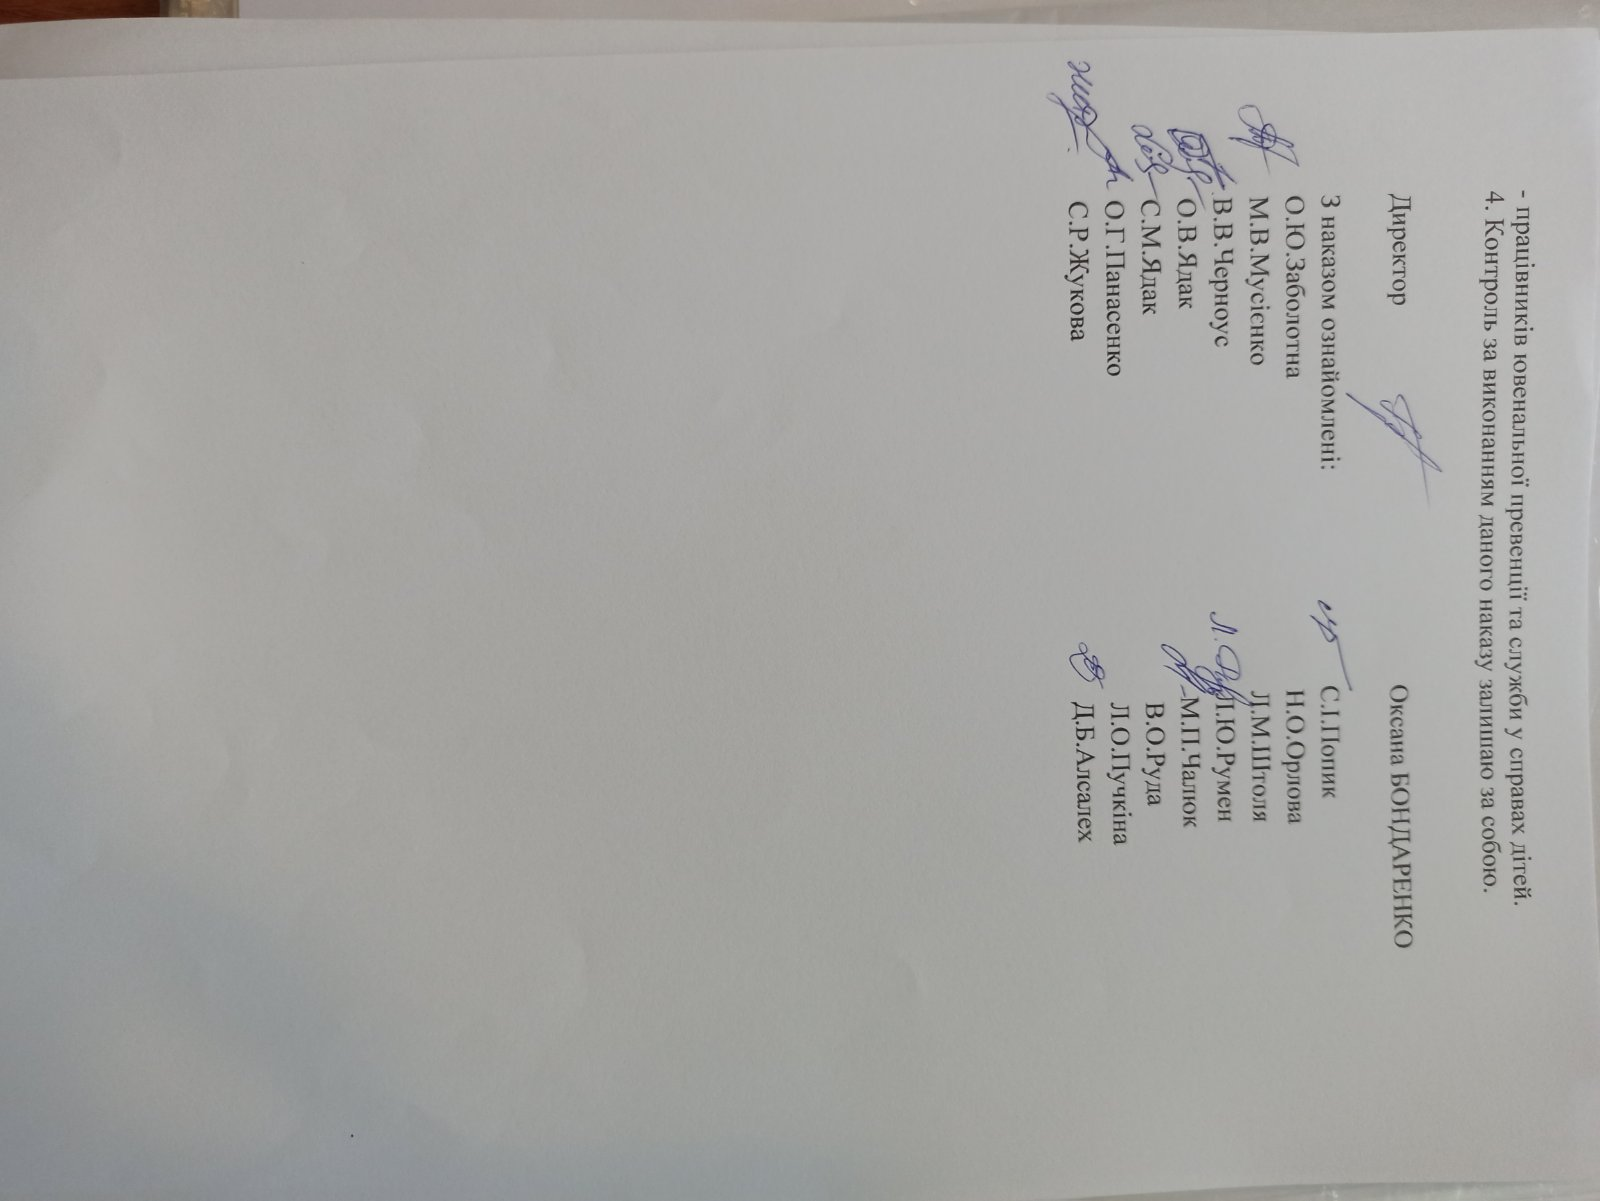 - працівників ювенальної превенції та служби у справах дітей.
4. Контроль за виконанням даного наказу залишаю за собою.
Директор Оксана БОНДАРЕНКО
З наказом ознайомлені:
О.Ю.Заболотна
М.В.Мусієнко
В.В.Черноус
О.В.Ядак
С.М.Ядак
О.Г.Панасенко
С.Р.Жукова
С.І.Попик
Н.О.Орлова
Л.М.Штоля
Л.Ю.Румен
М.П.Чалюк
В.О.Руда
Л.О.Пучкіна
Д.Б.Алсалех